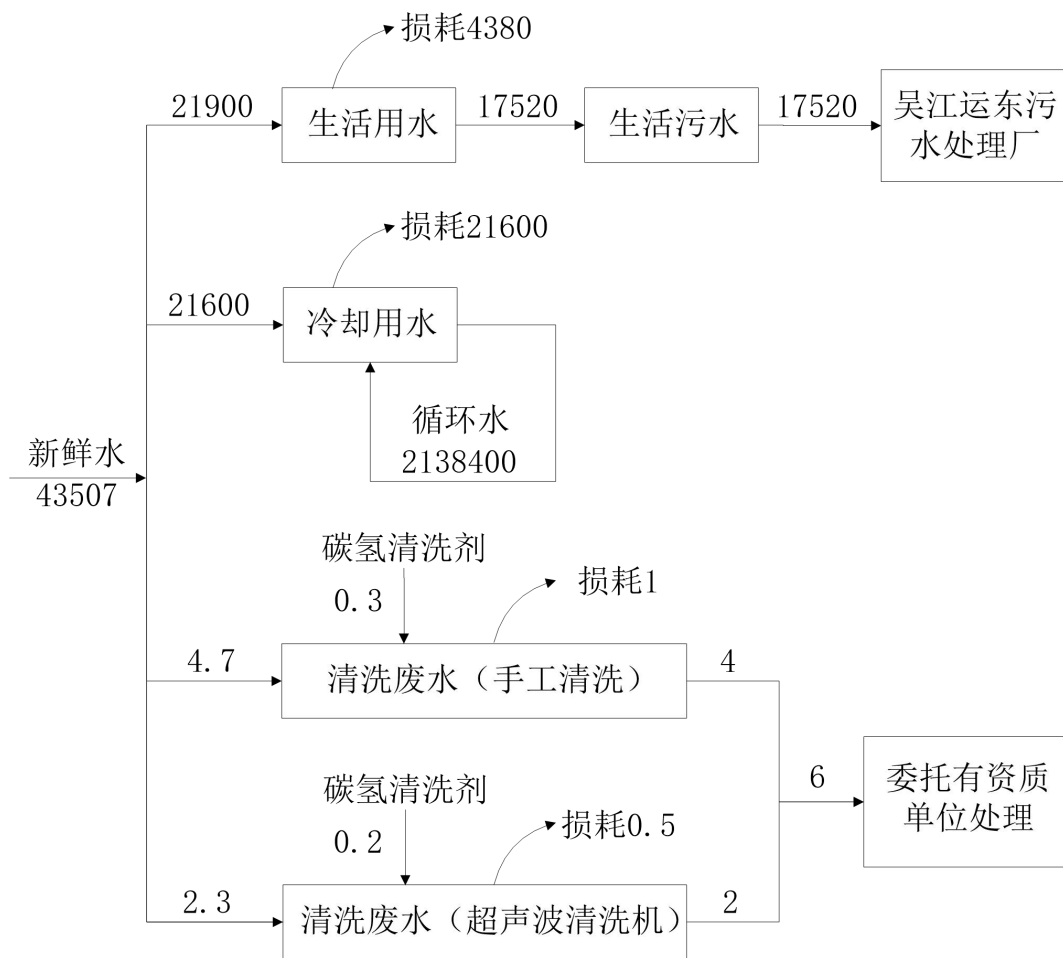 损耗4380
21900
生活用水
17520
生活污水
17520
吴江运东污
水处理厂
损耗21600
21600
冷却用水
循环水
2138400
新鲜水
43507
碳氢清洗剂
0.3
损耗1
4.7
清洗废水（手工清洗）
4
碳氢清洗剂
0.2
损耗0.5
6
委托有资质
单位处理
2.3
清洗废水（超声波清洗机）
2